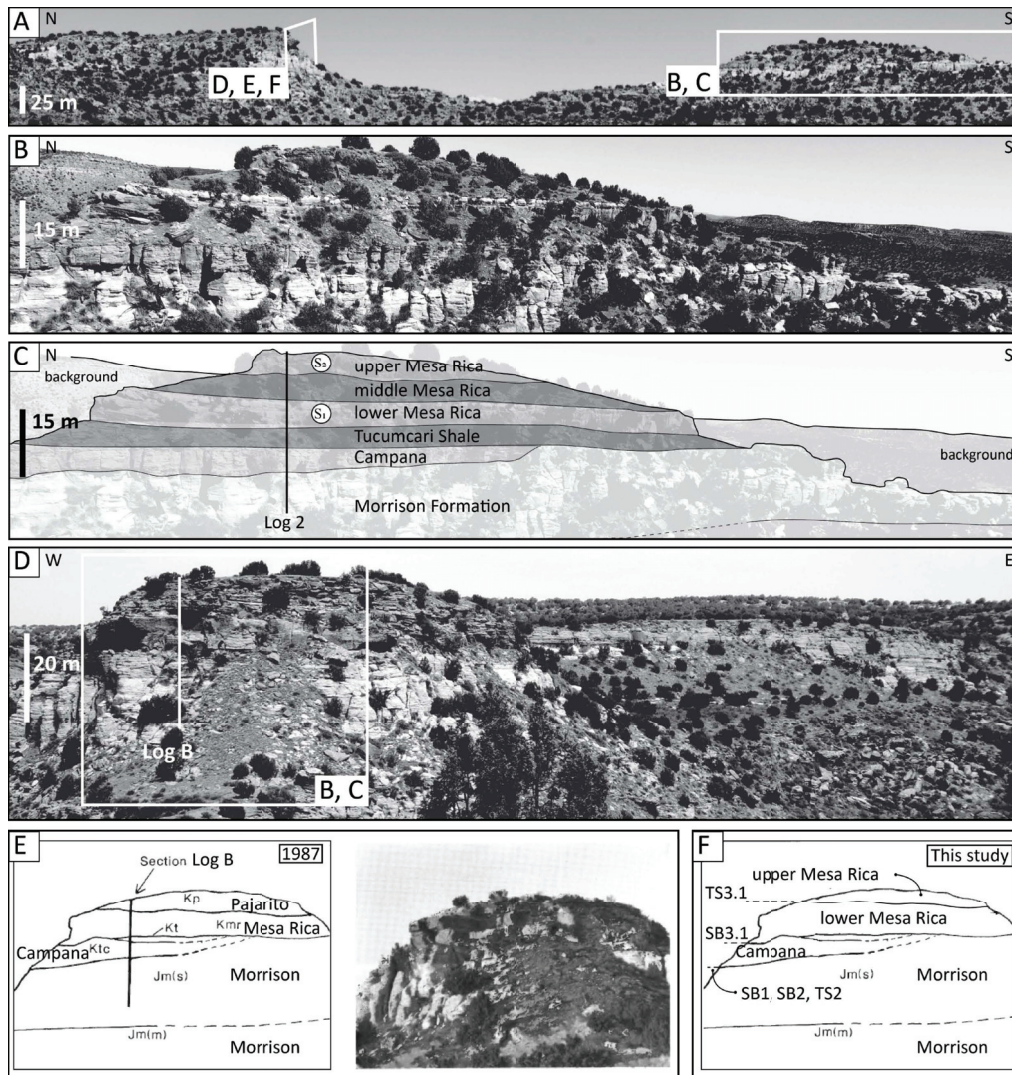 A
N
S
D, E, F
B, C
25 m
B
N
S
15 m
C
N
S
background
S₂
upper Mesa Rica
middle Mesa Rica
15 m
S₁
lower Mesa Rica
Tucumcari Shale
Campana
background
Morrison Formation
Log 2
D
W
E
20 m
Log B
B, C
E
Section Log B
1987
Kp
Pajarito
Kt
Kmr
Mesa Rica
Campana
Ktc
Jm(s)
Morrison
Jm(m)
Morrison
F
This study
upper Mesa Rica
TS3.1
lower Mesa Rica
SB3.1
Campana
Jm(s)
Morrison
SB1, SB2, TS2
Jm(m)
Morrison